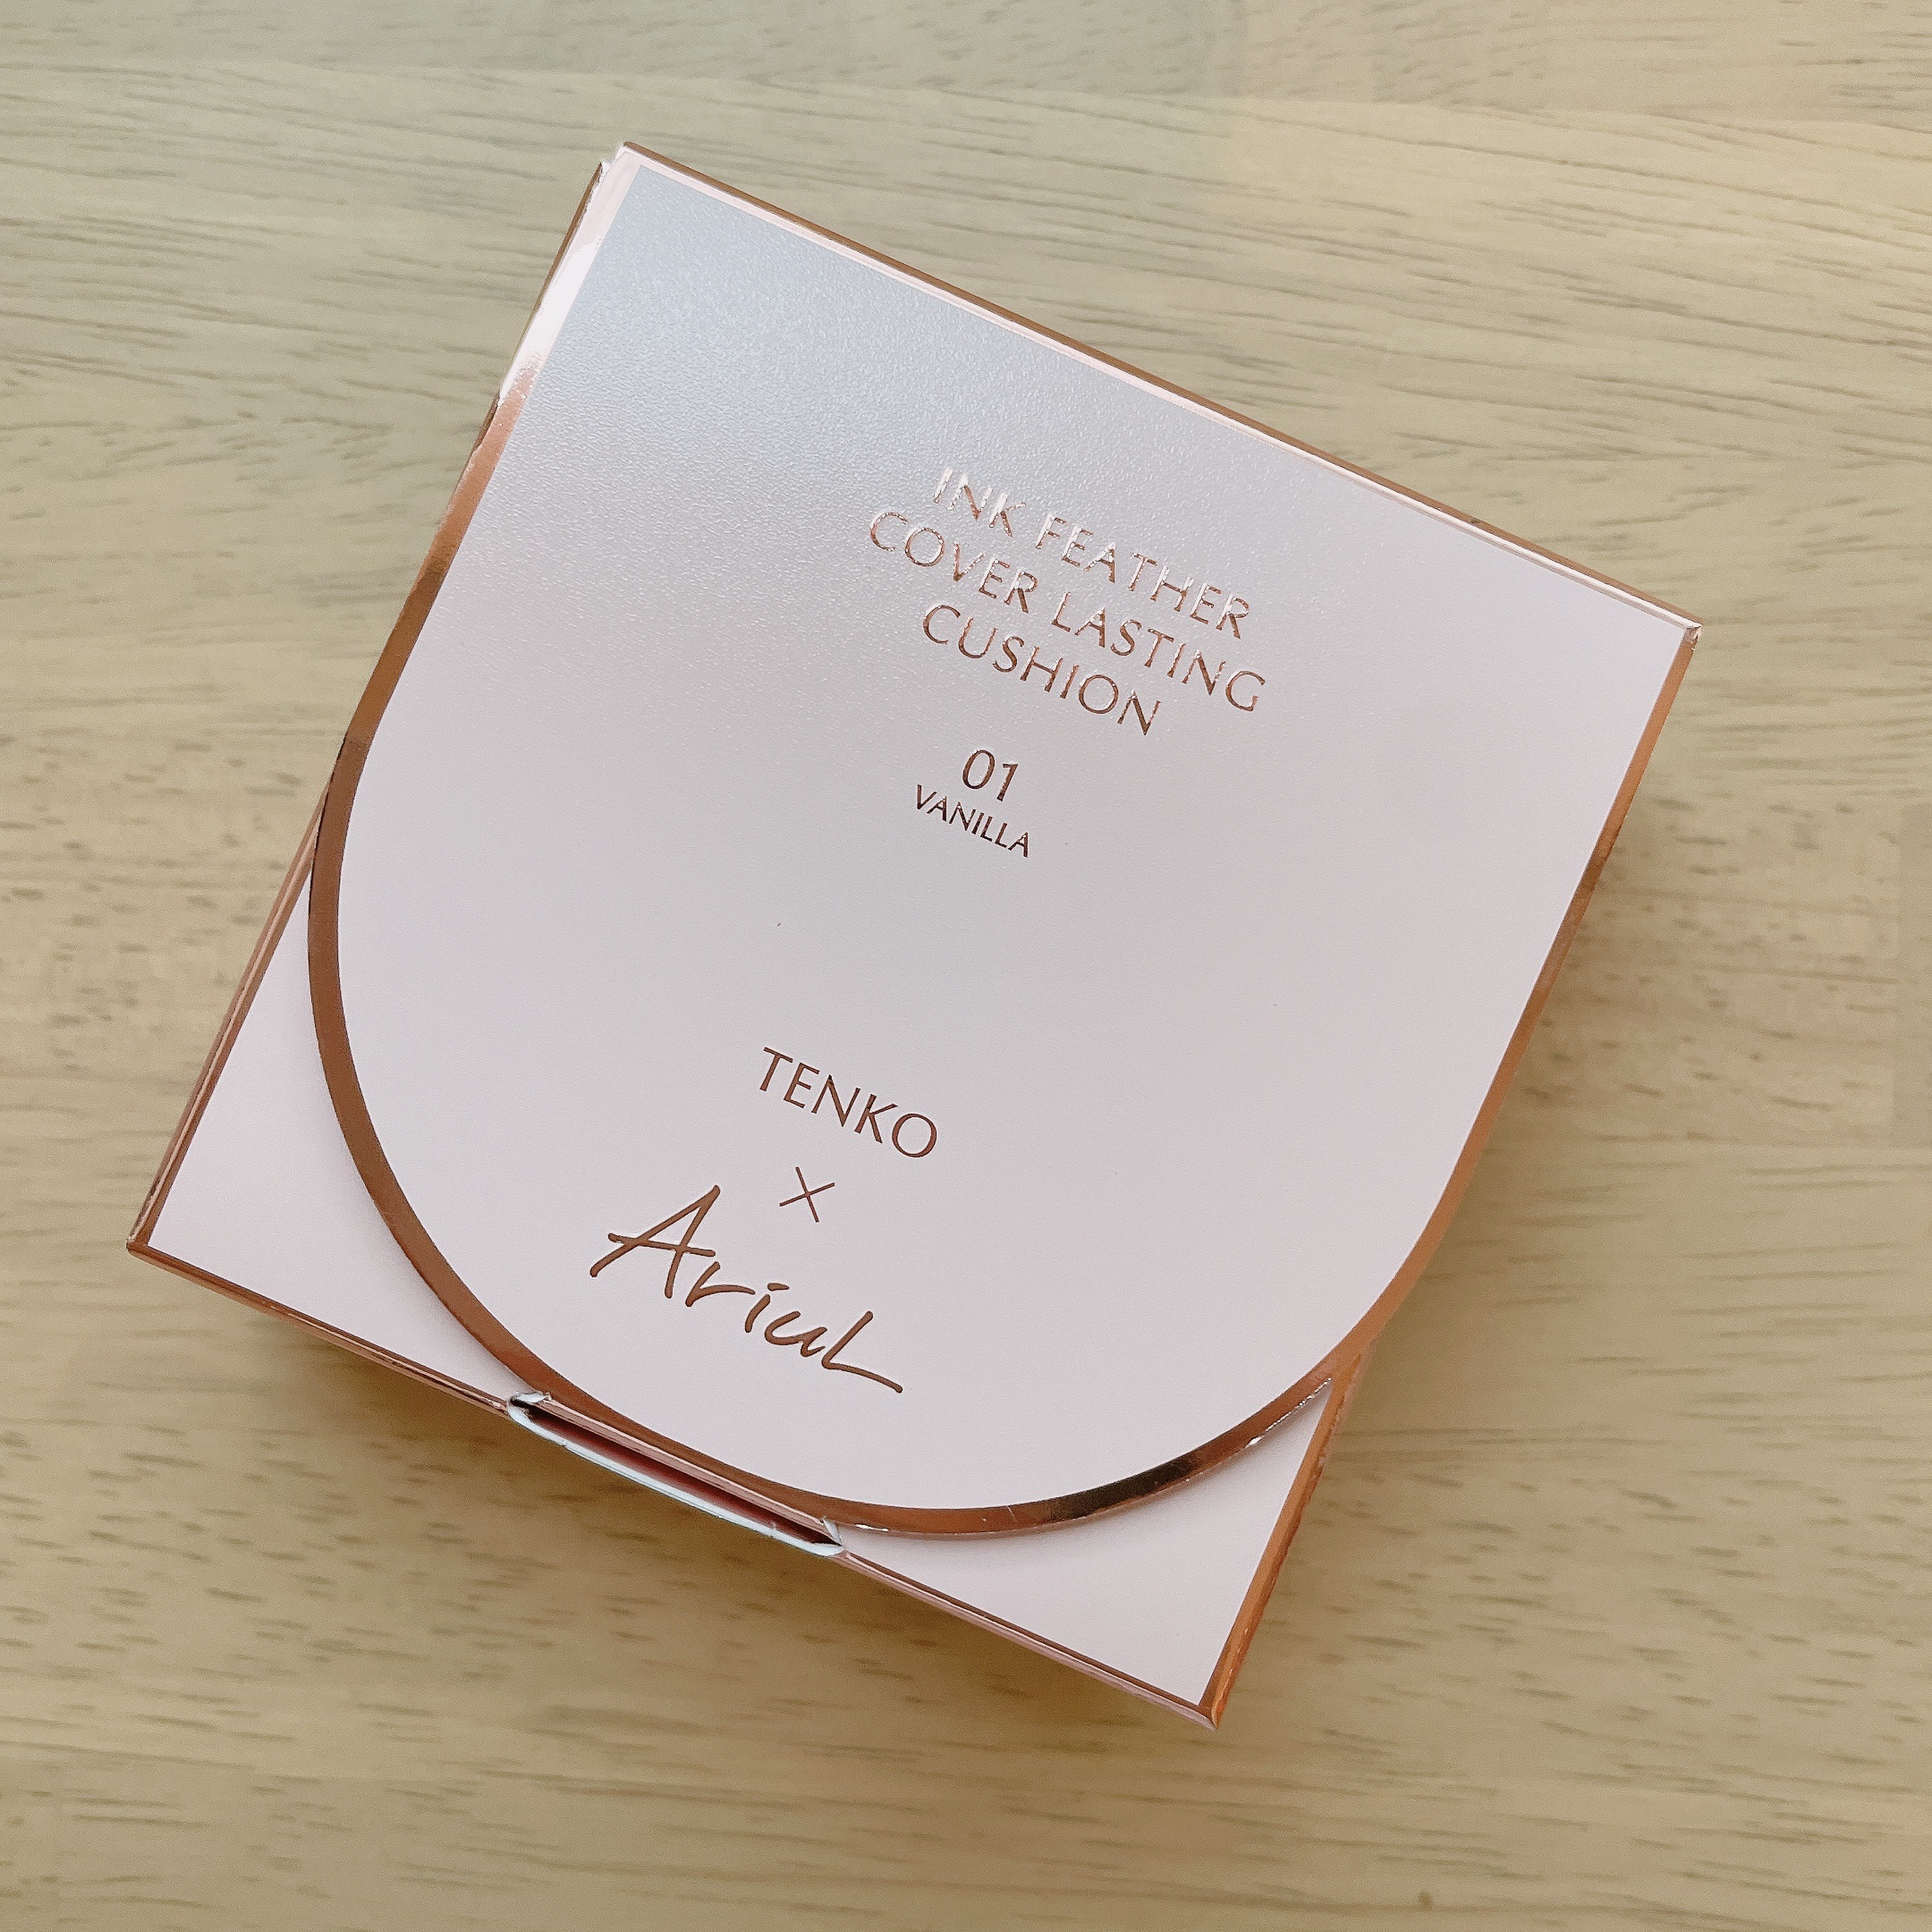 INK FEATHER
COVER LASTING
CUSHION
01
VANILLA
TENKO
×
AriuL